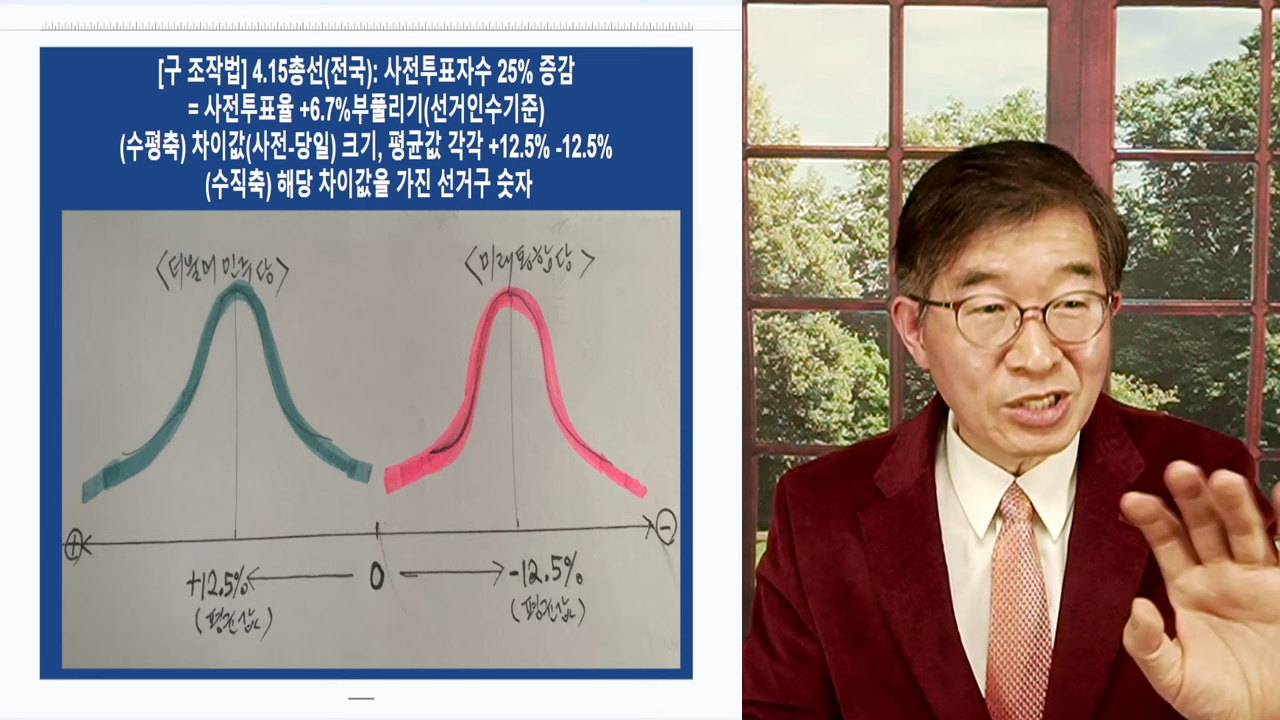 [구 조작법] 4.15총선(전국): 사전투표자수 25% 증감
= 사전투표율 +6.7%부풀리기(선거인수기준)
(수평축) 차이값(사전-당일) 크기, 평균값 각각 +12.5% -12.5%
(수직축) 해당 차이값을 가진 선거구 숫자
<더불어민주당> <미래통합당>
+ -
+12.5% 0 -12.5%
(평균값) (평균값)